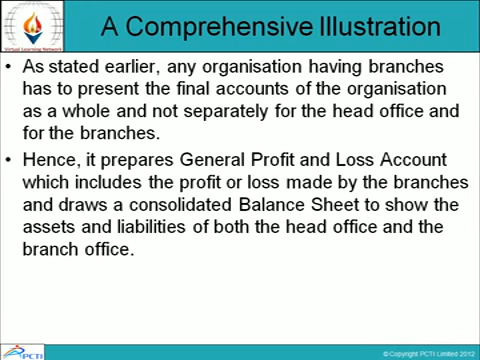 A Comprehensive Illustration
Virtual Learning Network
• As stated earlier, any organisation having branches
has to present the final accounts of the organisation
as a whole and not separately for the head office and
for the branches.
• Hence, it prepares General Profit and Loss Account
which includes the profit or loss made by the branches
and draws a consolidated Balance Sheet to show the
assets and liabilities of both the head office and the
branch office.
PCTI
© Copyright PCTI Limited 2012